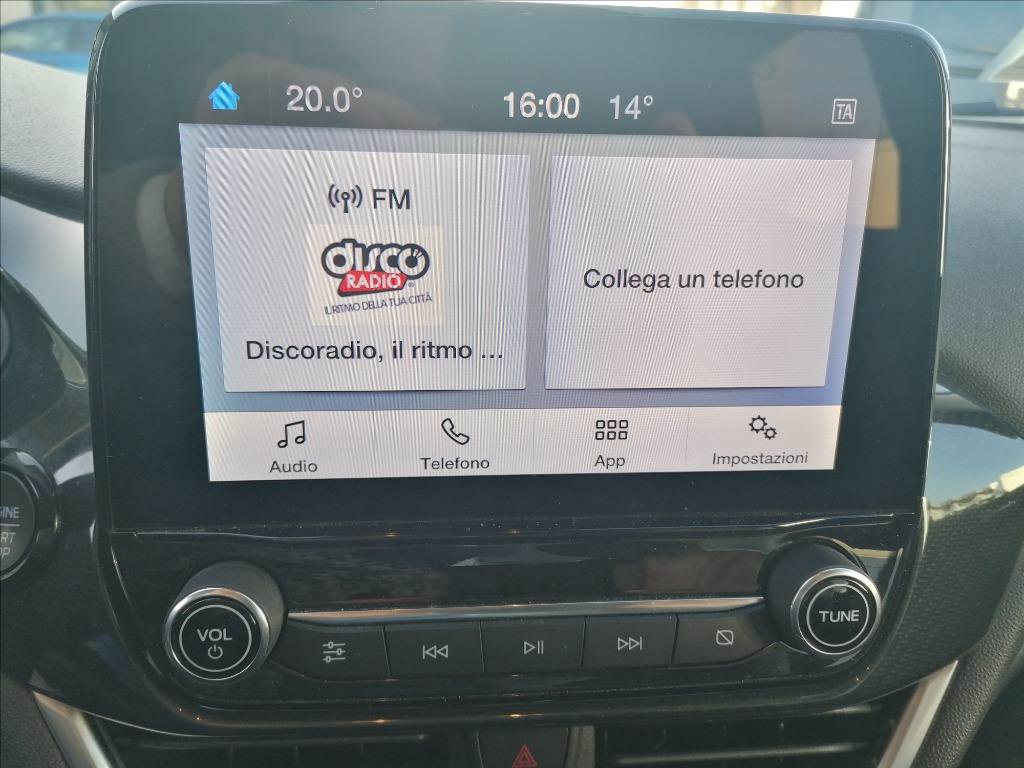 20.0°
16:00
14°
TA
FM
disco
RADIO
IL RITMO DELLA TUA CITTÀ
Discoradio, il ritmo ...
Collega un telefono
Audio
Telefono
App
Impostazioni
VOL
TUNE